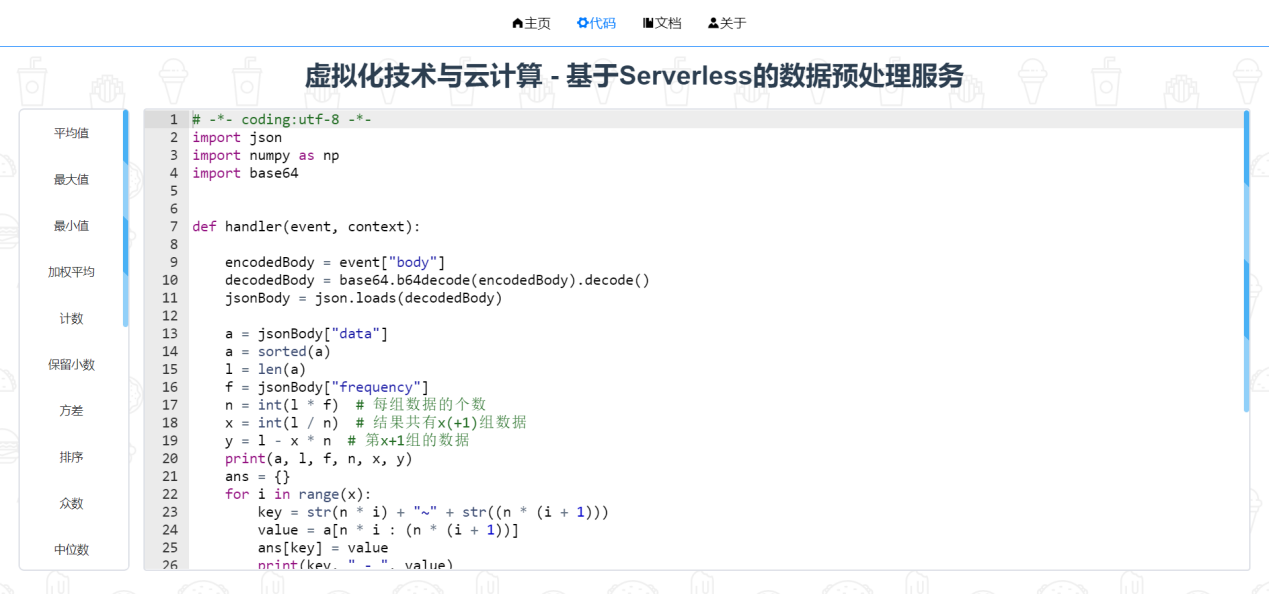 主页 代码 文档 关于
虚拟化技术与云计算 - 基于Serverless的数据预处理服务
平均值
最大值
最小值
加权平均
计数
保留小数
方差
排序
众数
中位数
1 # -*- coding:utf-8 -*-
2 import json
3 import numpy as np
4 import base64
5
6
7 def handler(event, context):
8
9 encodedBody = event["body"]
10 decodedBody = base64.b64decode(encodedBody).decode()
11 jsonBody = json.loads(decodedBody)
12
13 a = jsonBody["data"]
14 a = sorted(a)
15 l = len(a)
16 f = jsonBody["frequency"]
17 n = int(l * f)  # 每组数据的个数
18 x = int(l / n)  # 结果共有x(+1)组数据
19 y = l - x * n  # 第x+1组的数据
20 print(a, l, f, n, x, y)
21 ans = {}
22 for i in range(x):
23 key = str(n * i) + "~" + str((n * (i + 1)))
24 value = a[n * i : (n * (i + 1))]
25 ans[key] = value
26 print(key, " - ", value)